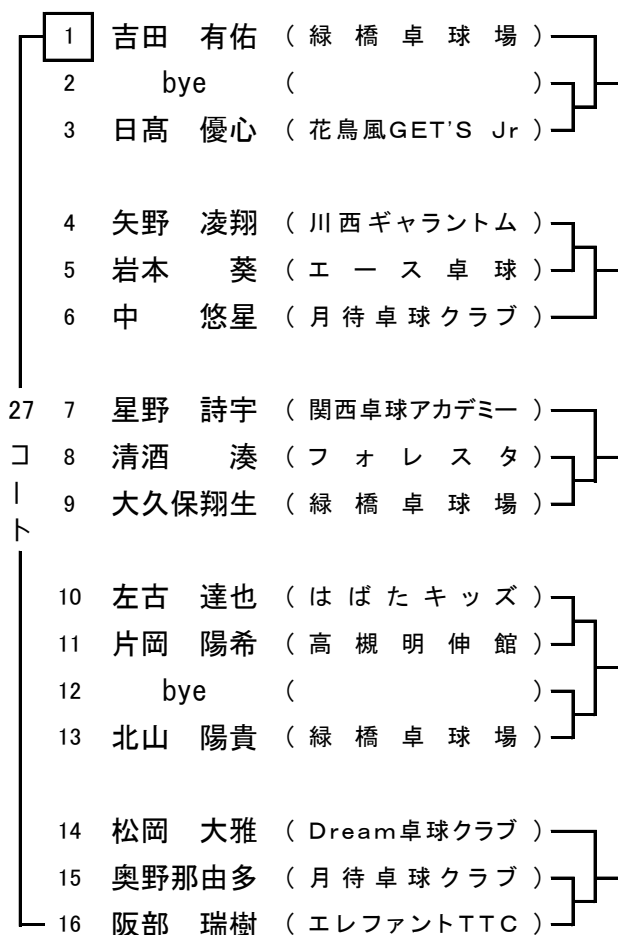 1 吉田 有佑 ( 緑橋卓球場 )
2 bye ( )
3 日髙 優心 ( 花鳥風GET'S Jr )
4 矢野 凌翔 ( 川西ギャラントム )
5 岩本 葵 ( エース卓球 )
6 中 悠星 ( 月待卓球クラブ )
27コート
7 星野 詩宇 ( 関西卓球アカデミー )
8 清酒 湊 ( フォレスタ )
9 大久保翔生 ( 緑橋卓球場 )
10 左古 達也 ( はばたキッズ )
11 片岡 陽希 ( 高槻明伸館 )
12 bye ( )
13 北山 陽貴 ( 緑橋卓球場 )
14 松岡 大雅 ( Dream卓球クラブ )
15 奥野那由多 ( 月待卓球クラブ )
16 阪部 瑞樹 ( エレファントTTC )